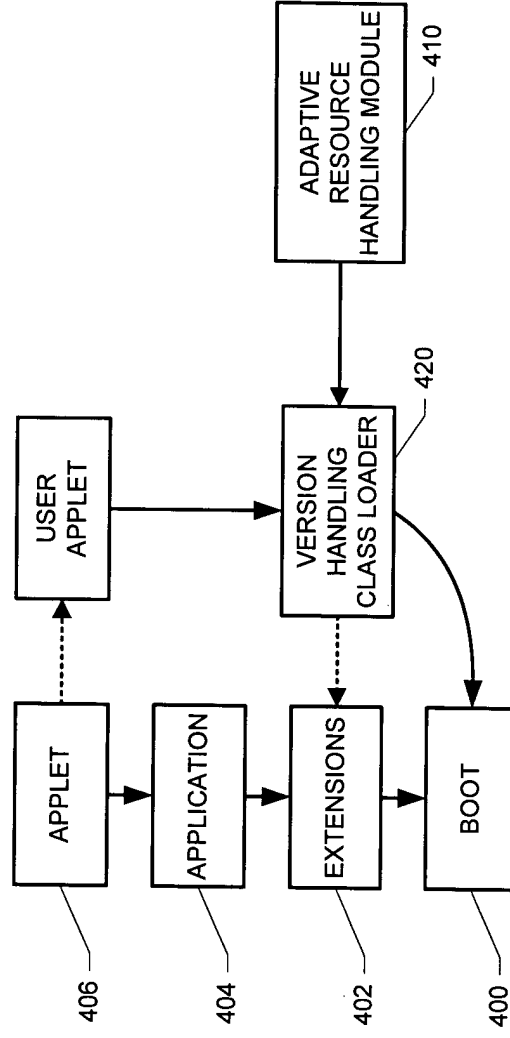 APPLET
406
USER
APPLET
APPLICATION
404
EXTENSIONS
402
VERSION
HANDLING
CLASS LOADER
420
ADAPTIVE
RESOURCE
HANDLING MODULE
410
BOOT
400